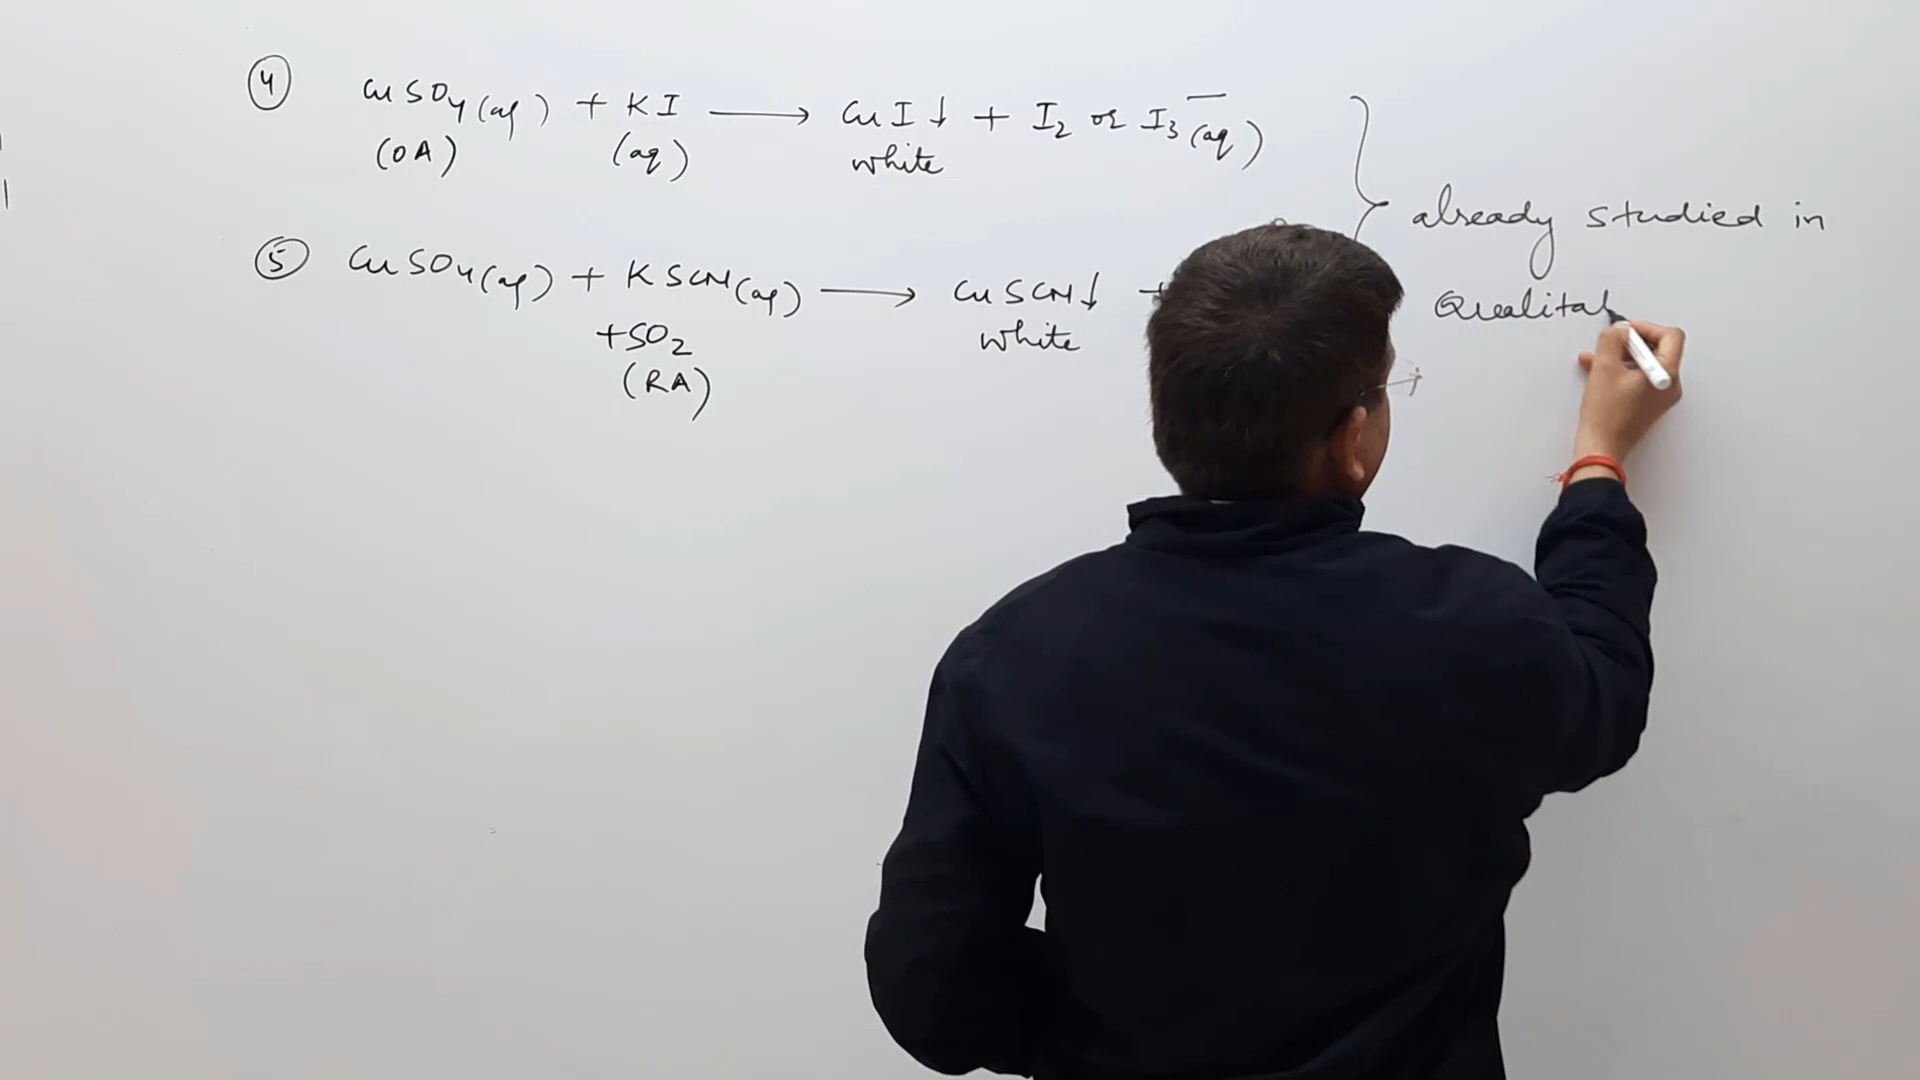 4 CuSO4(aq) + KI ⟶ CuI↓ + I2 or I3⁻(aq)
(OA) (aq) white
already studied in
5 CuSO4(aq) + KSCN(aq) ⟶ CuSCN↓ +
Qualitat
+SO2 white
(RA)